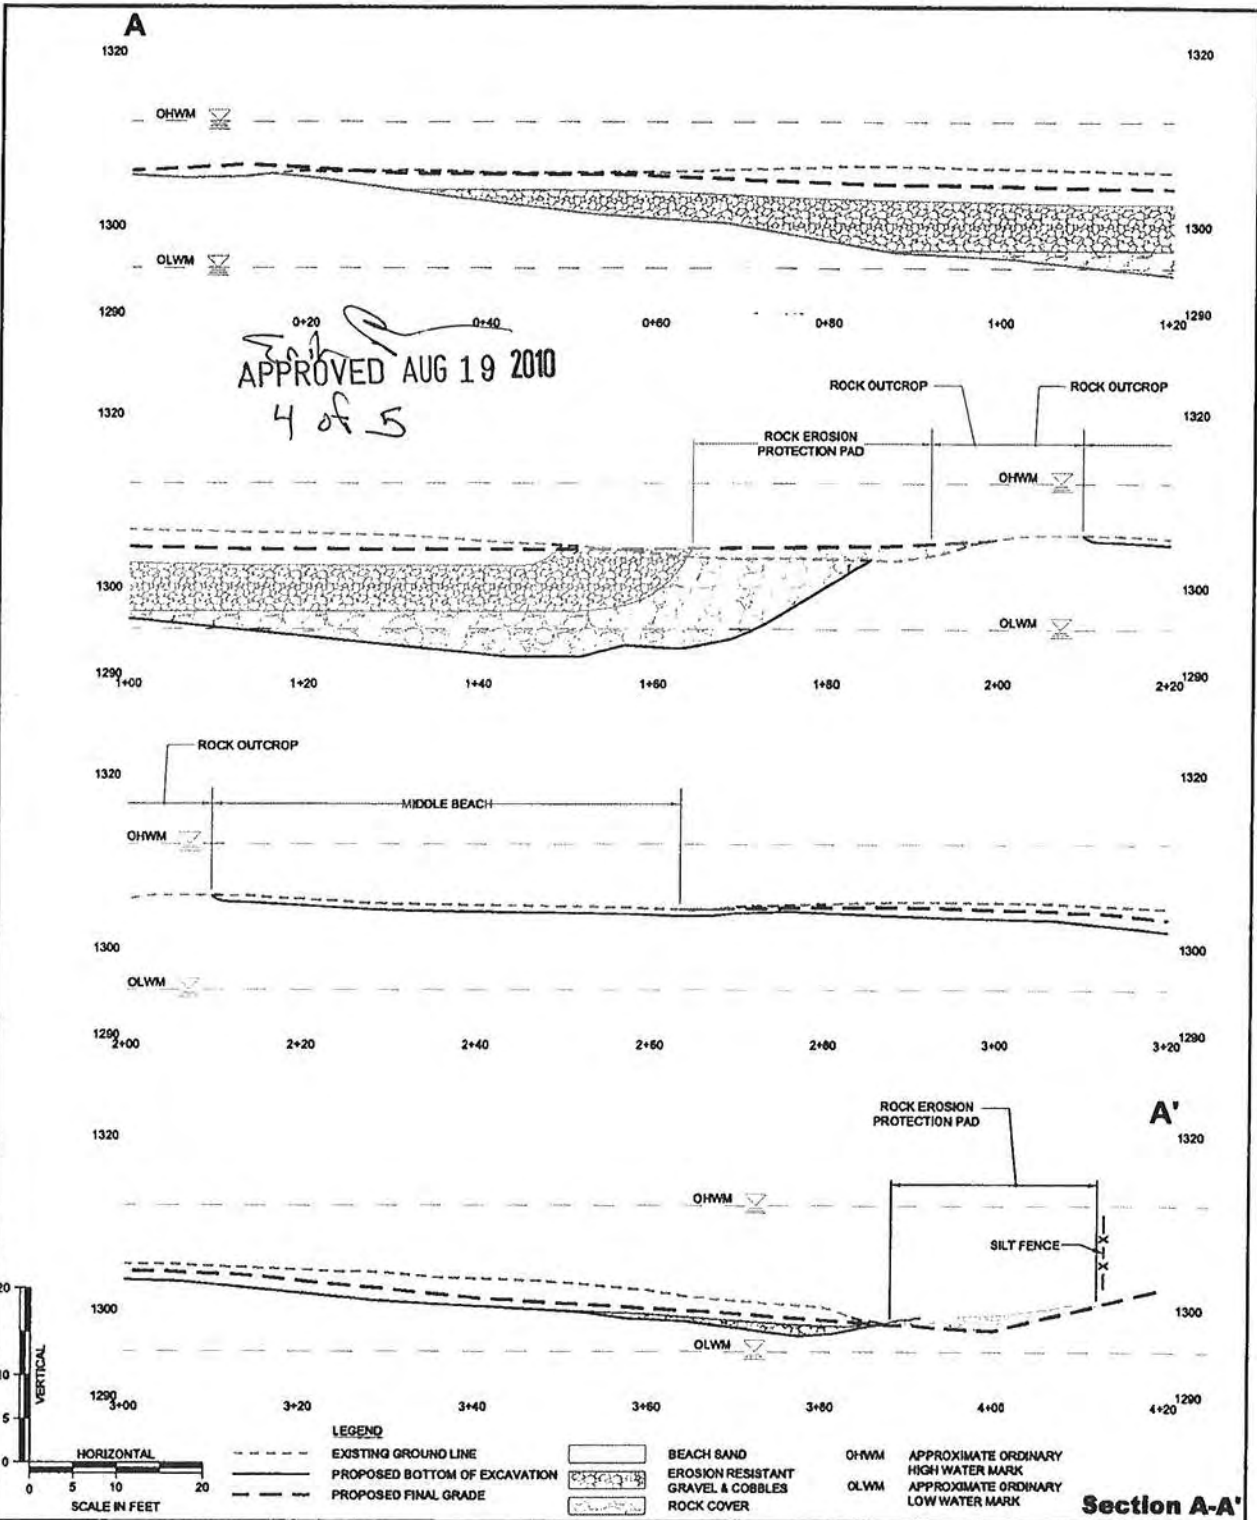 A
1320 1320
OHWM
1300 1300
OLWM
1290 1290
0+20 0+40 0+60 0+80 1+00 1+20
APPROVED AUG 19 2010
4 of 5
ROCK OUTCROP ROCK OUTCROP
1320 1320
ROCK EROSION
PROTECTION PAD
OHWM
1300 1300
OLWM
1290 1290
1+00 1+20 1+40 1+60 1+80 2+00 2+20
ROCK OUTCROP
1320 1320
MIDDLE BEACH
OHWM
1300 1300
OLWM
1290 1290
2+00 2+20 2+40 2+60 2+80 3+00 3+20
ROCK EROSION
PROTECTION PAD
A'
1320 1320
OHWM
SILT FENCE
1300 1300
OLWM
1290 1290
3+00 3+20 3+40 3+60 3+80 4+00 4+20
20
10
5
0
VERTICAL
HORIZONTAL
0 5 10 20
SCALE IN FEET
LEGEND
EXISTING GROUND LINE
PROPOSED BOTTOM OF EXCAVATION
PROPOSED FINAL GRADE
BEACH SAND
EROSION RESISTANT
GRAVEL & COBBLES
ROCK COVER
OHWM APPROXIMATE ORDINARY
HIGH WATER MARK
OLWM APPROXIMATE ORDINARY
LOW WATER MARK
Section A-A'